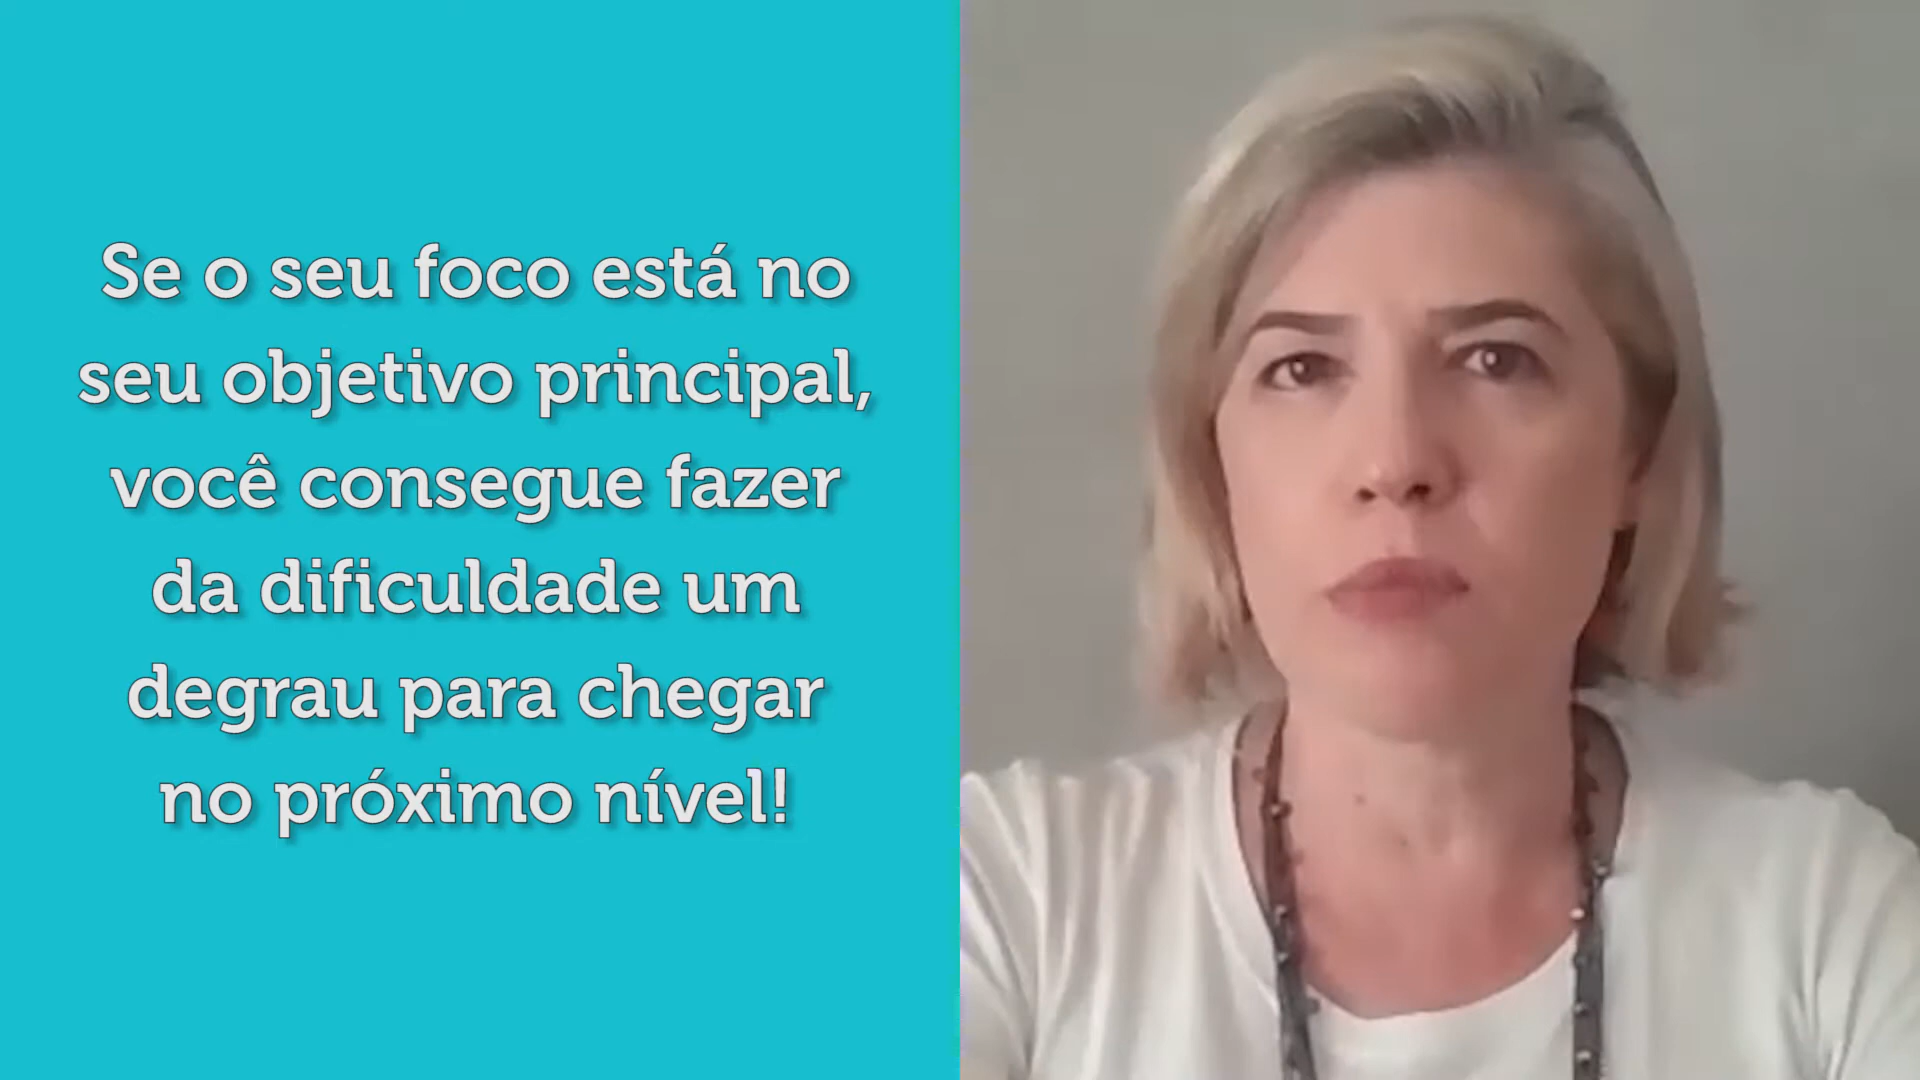 Se o seu foco está no
seu objetivo principal,
você consegue fazer
da dificuldade um
degrau para chegar
no próximo nível!